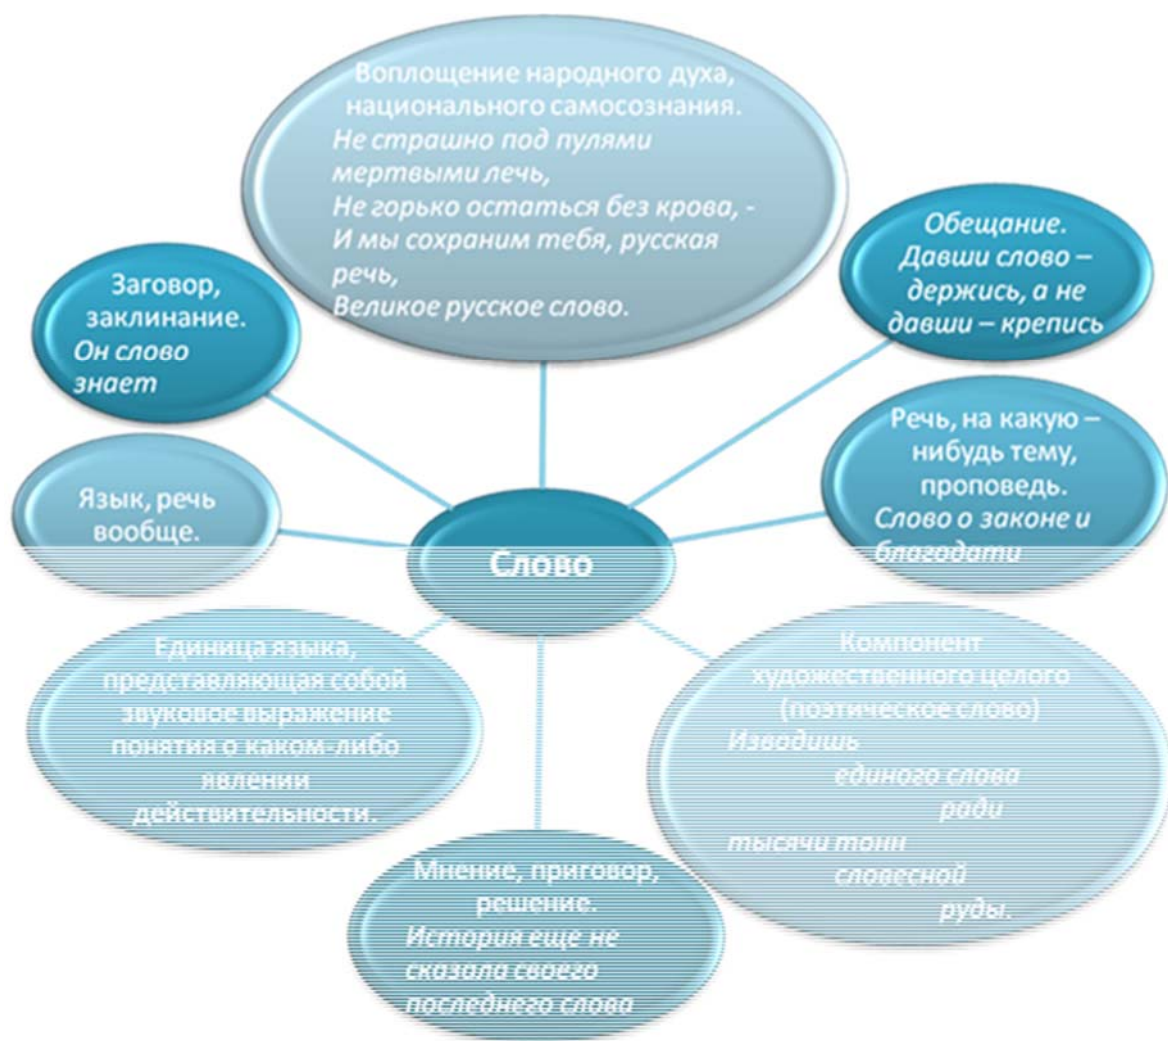 Воплощение народного духа,
национального самосознания.
Не страшно под пулями
мертвыми лечь,
Не горько остаться без крова, -
И мы сохраним тебя, русская
речь,
Великое русское слово.
Обещание.
Давши слово –
держись, а не
давши – крепись
Заговор,
заклинание.
Он слово
знает
Речь, на какую –
нибудь тему,
проповедь.
Слово о законе и
благодати
Язык, речь
вообще.
Слово
Единица языка,
представляющая собой
звуковое выражение
понятия о каком-либо
явлении
действительности.
Компонент
художественного целого
(поэтическое слово)
Изводишь
единого слова
ради
тысячи тонн
словесной
руды.
Мнение, приговор,
решение.
История еще не
сказала своего
последнего слова